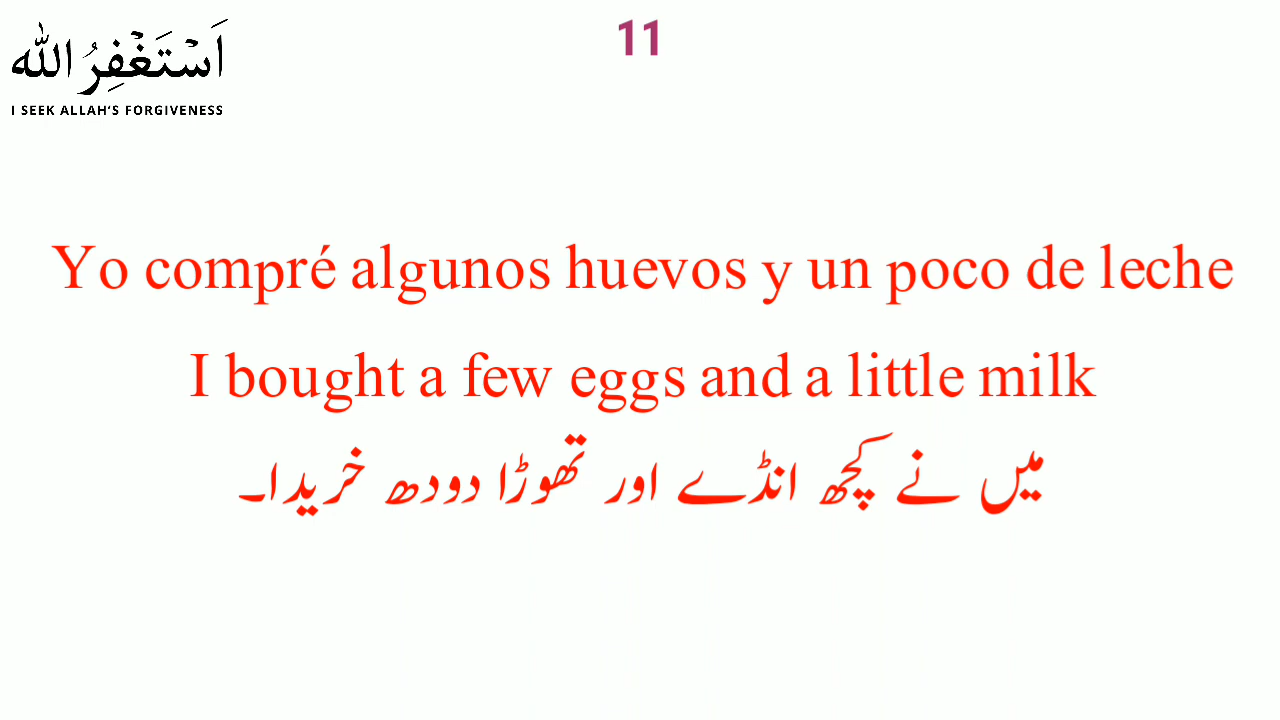 11
اَسْتَغْفِرُ الله
I SEEK ALLAH'S FORGIVENESS
Yo compré algunos huevos y un poco de leche
I bought a few eggs and a little milk
میں نے کچھ انڈے اور تھوڑا دودھ خریدا۔